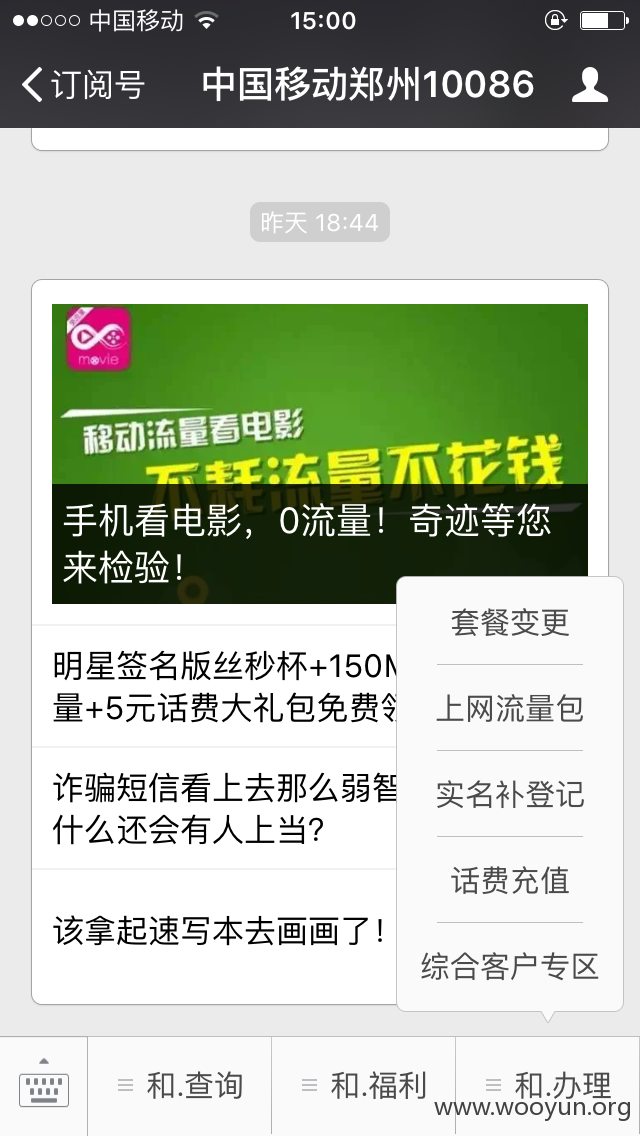 中国移动 15:00
订阅号 中国移动郑州10086
昨天 18:44
movie
移动流量看电影
不耗流量不花钱
手机看电影，0流量！奇迹等您
来检验！
明星签名版丝秒杯+150M
量+5元话费大礼包免费领
诈骗短信看上去那么弱智
什么还会有人上当？
该拿起速写本去画画了！
套餐变更
上网流量包
实名补登记
话费充值
综合客户专区
和.查询 和.福利 和.办理
www.wooyun.org